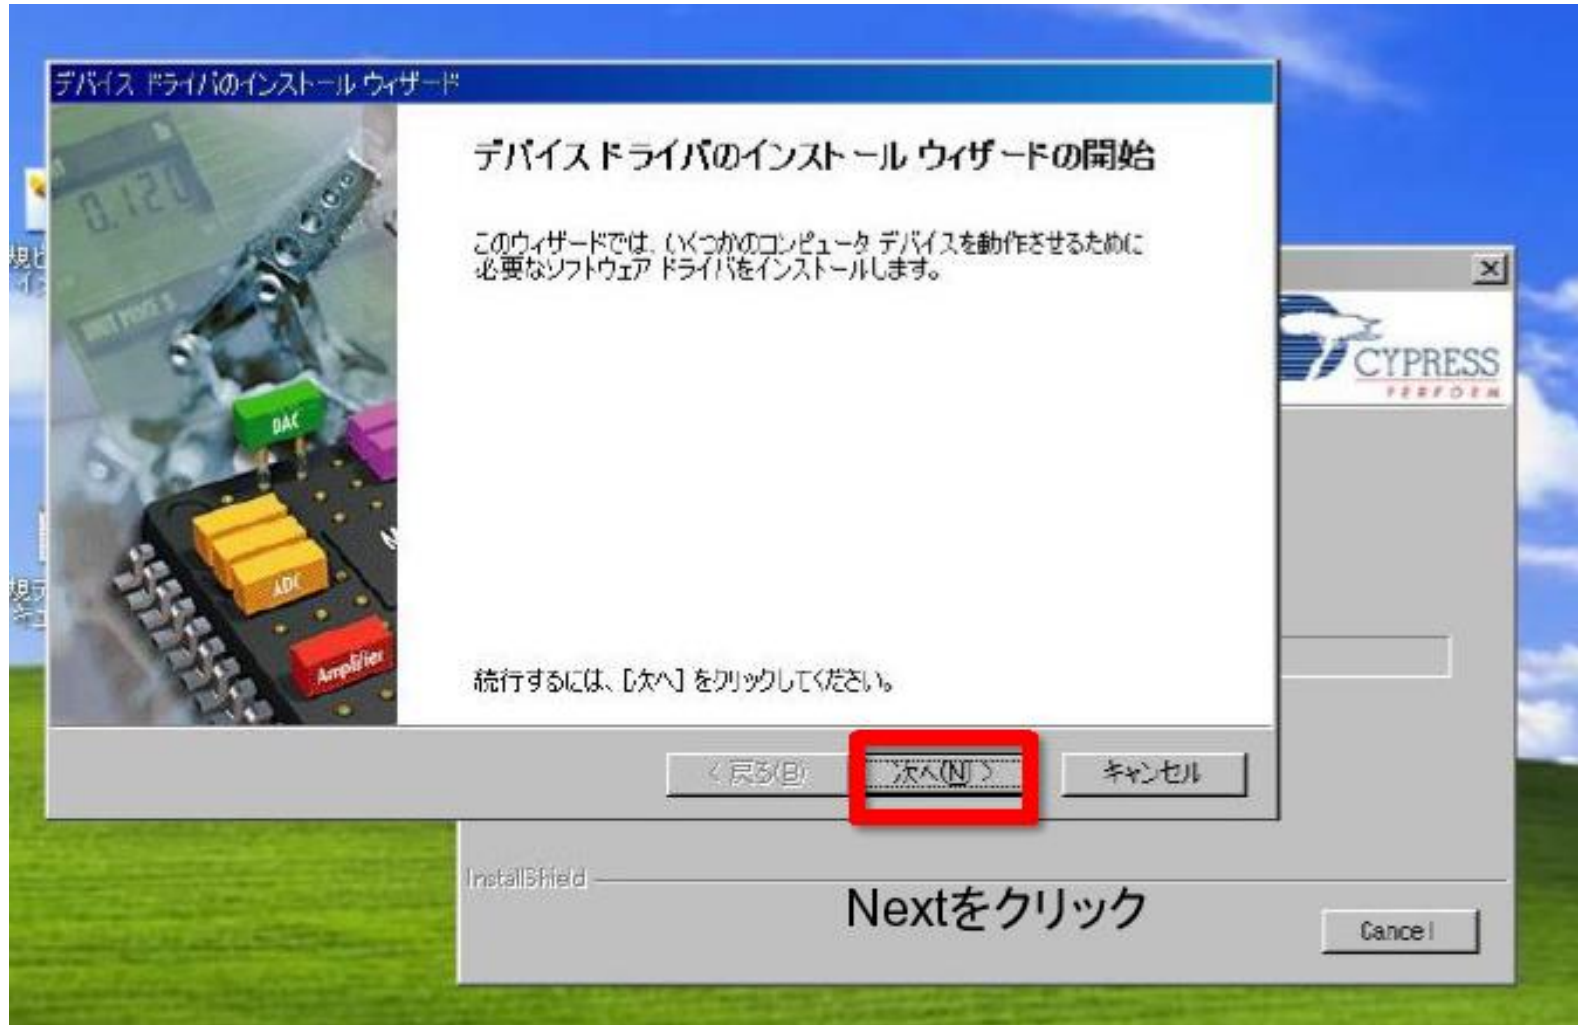 デバイス ドライバのインストール ウィザード
デバイス ドライバのインストール ウィザードの開始
このウィザードでは、いくつかのコンピュータ デバイスを動作させるために
必要なソフトウェア ドライバをインストールします。
0.12
DAC
ADC
Amplifier
CYPRESS
PERFORM
続行するには、[次へ] をクリックしてください。
< 戻る(B)
次へ(N) >
キャンセル
InstallShield
Nextをクリック
Cancel